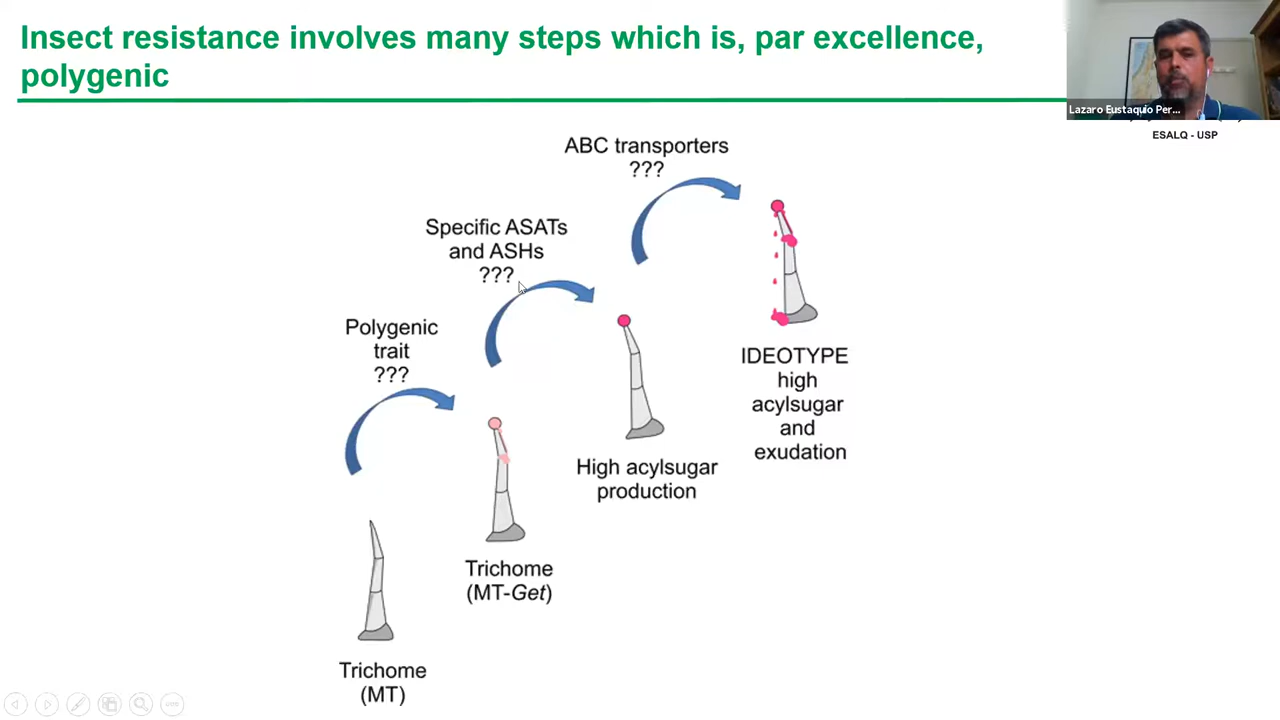 Insect resistance involves many steps which is, par excellence,
polygenic
Lazaro Eustaquio Per...
ESALQ - USP
ABC transporters
???
Specific ASATs
and ASHs
???
Polygenic
trait
???
IDEOTYPE
high
acylsugar
and
exudation
High acylsugar
production
Trichome
(MT-Get)
Trichome
(MT)